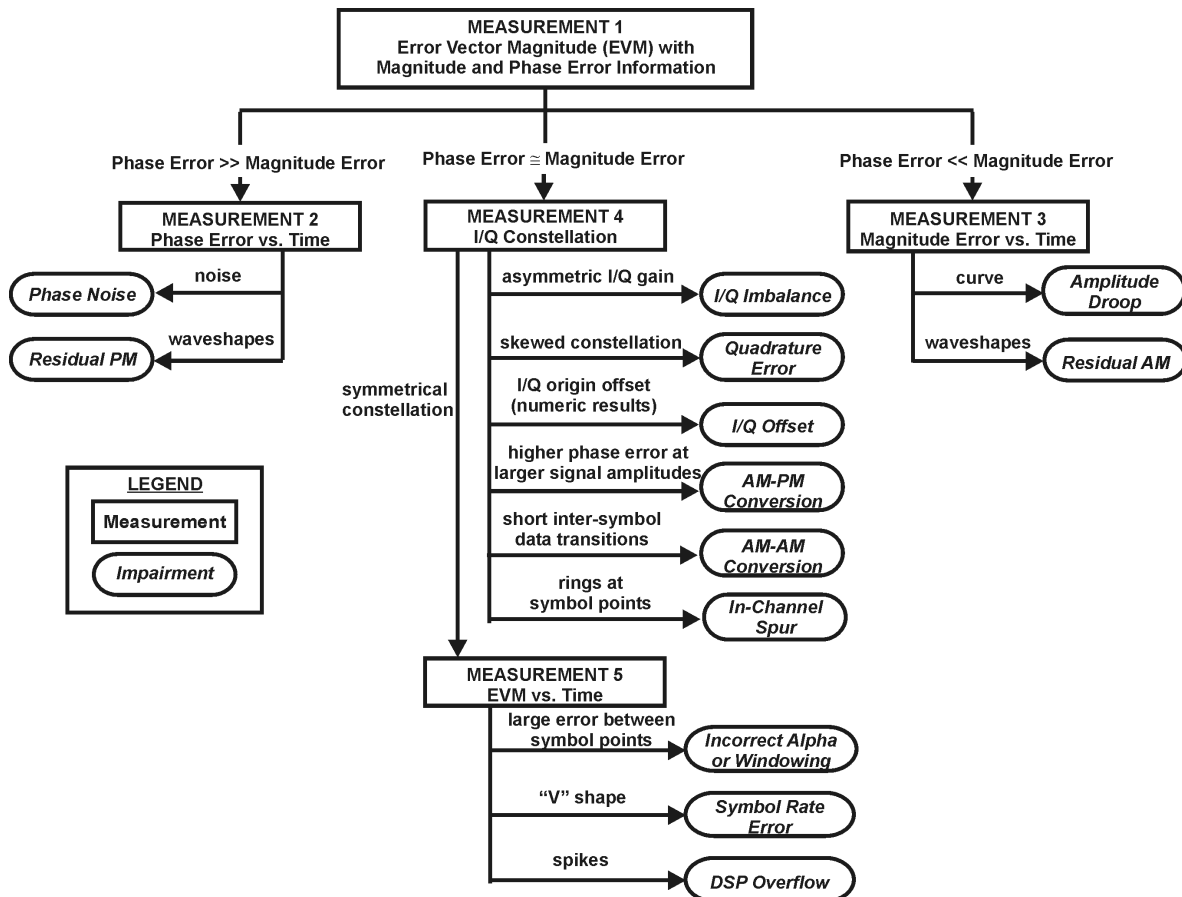 MEASUREMENT 1
Error Vector Magnitude (EVM) with
Magnitude and Phase Error Information
Phase Error >> Magnitude Error
Phase Error ≅ Magnitude Error
Phase Error << Magnitude Error
MEASUREMENT 2
Phase Error vs. Time
MEASUREMENT 4
I/Q Constellation
MEASUREMENT 3
Magnitude Error vs. Time
noise
Phase Noise
waveshapes
Residual PM
asymmetric I/Q gain
I/Q Imbalance
skewed constellation
Quadrature
Error
I/Q origin offset
(numeric results)
I/Q Offset
higher phase error at
larger signal amplitudes
AM-PM
Conversion
short inter-symbol
data transitions
AM-AM
Conversion
rings at
symbol points
In-Channel
Spur
curve
Amplitude
Droop
waveshapes
Residual AM
symmetrical
constellation
LEGEND
Measurement
Impairment
MEASUREMENT 5
EVM vs. Time
large error between
symbol points
Incorrect Alpha
or Windowing
“V” shape
Symbol Rate
Error
spikes
DSP Overflow